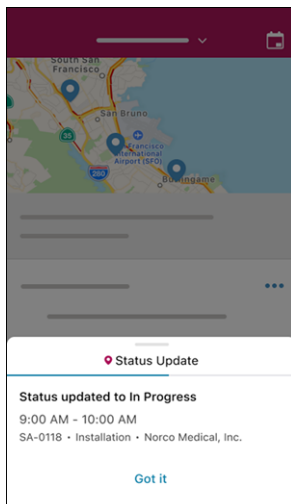 South San
Francisco
San Bruno
35
Francisco
International
Airport (SFO)
280
Burlingame
Status Update
Status updated to In Progress
9:00 AM - 10:00 AM
SA-0118 • Installation • Norco Medical, Inc.
Got it